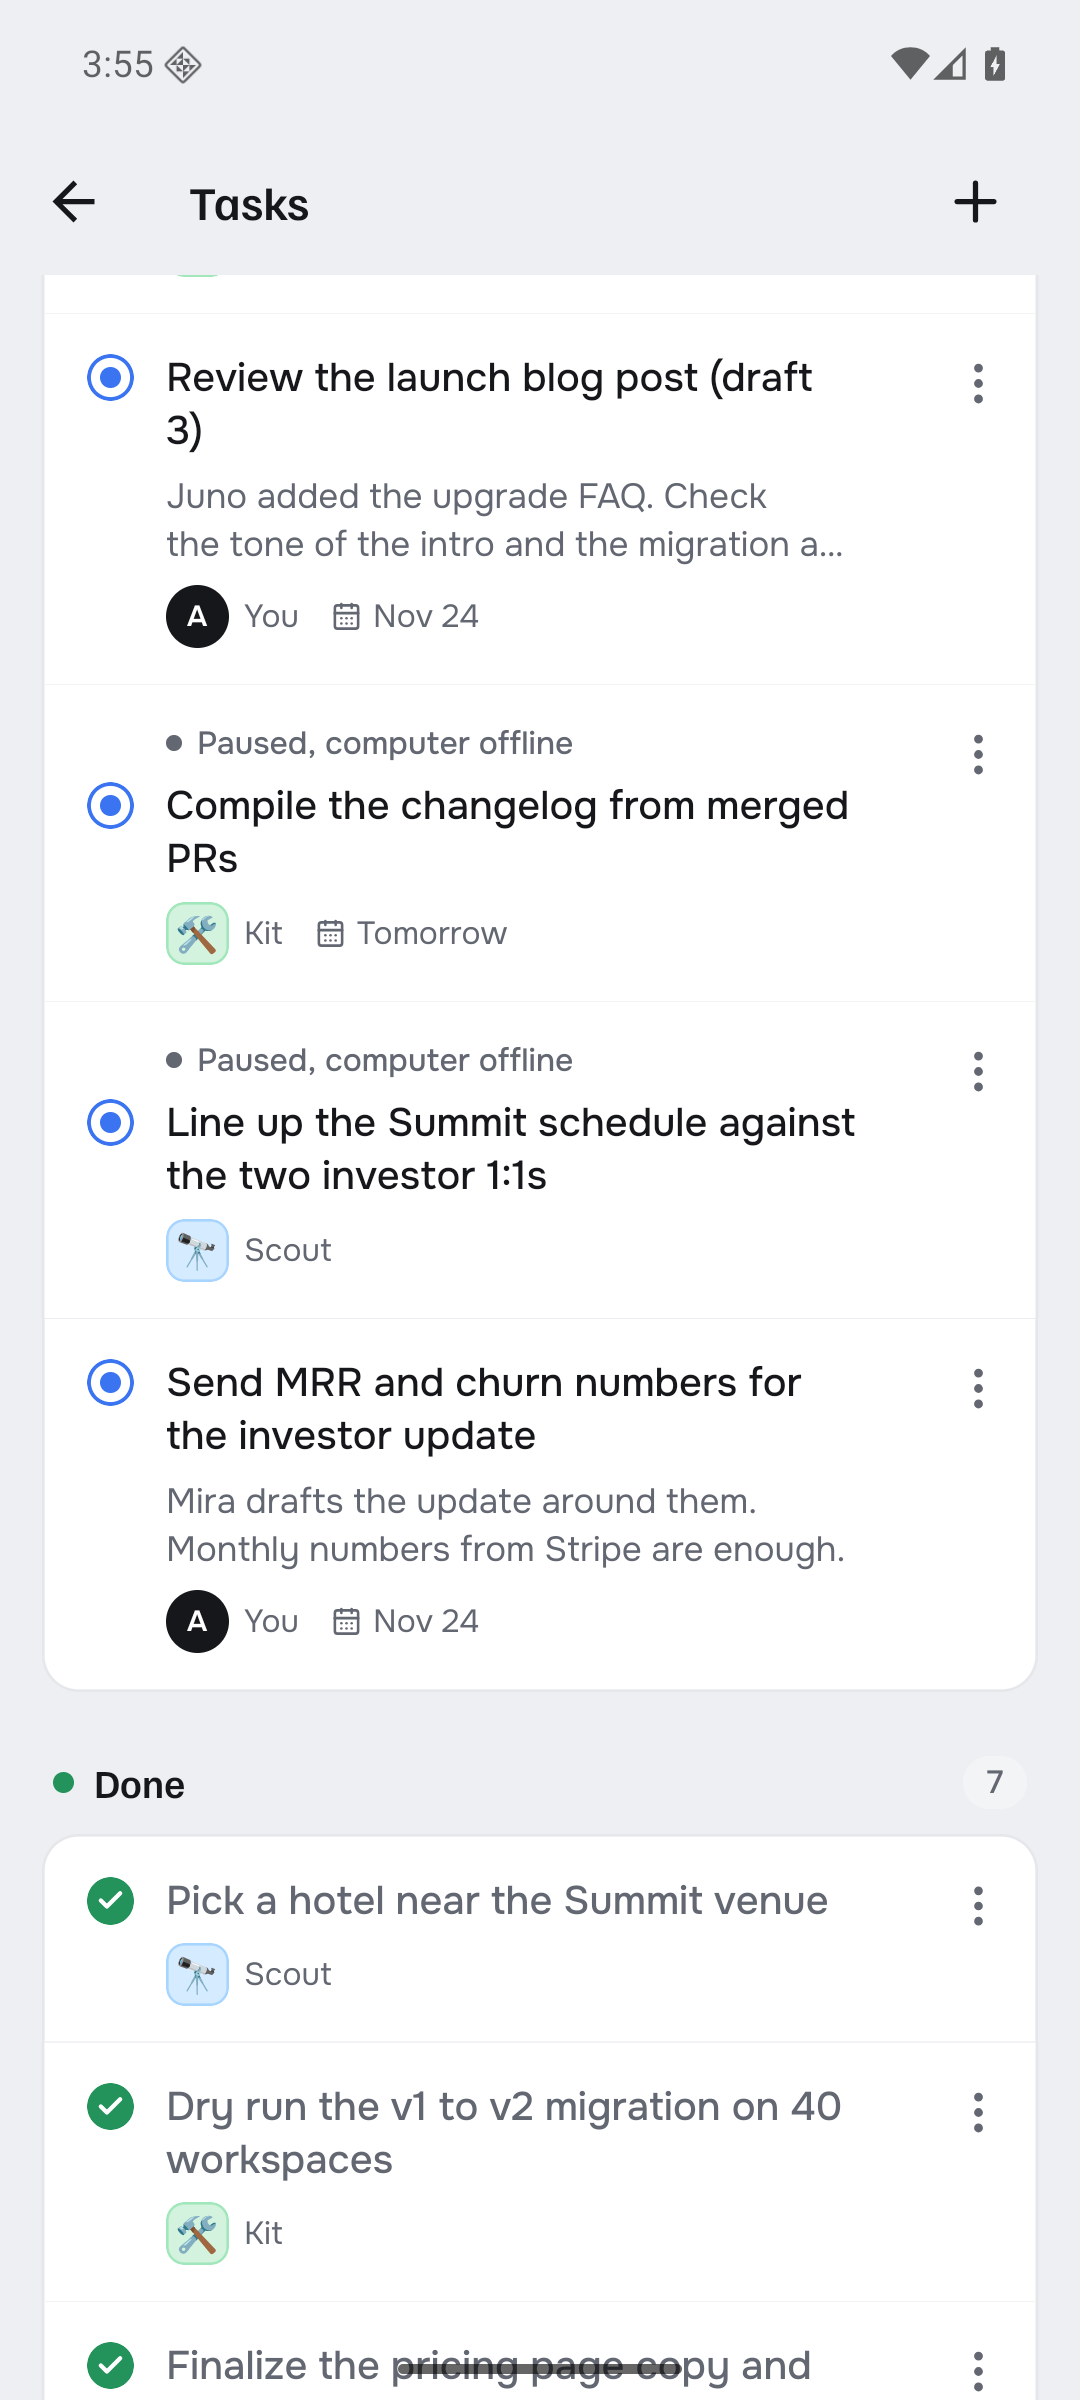 3:55
Tasks
Review the launch blog post (draft
3)
Juno added the upgrade FAQ. Check
the tone of the intro and the migration a...
A You Nov 24
Paused, computer offline
Compile the changelog from merged
PRs
Kit Tomorrow
Paused, computer offline
Line up the Summit schedule against
the two investor 1:1s
Scout
Send MRR and churn numbers for
the investor update
Mira drafts the update around them.
Monthly numbers from Stripe are enough.
A You Nov 24
Done 7
Pick a hotel near the Summit venue
Scout
Dry run the v1 to v2 migration on 40
workspaces
Kit
Finalize the pricing page copy and